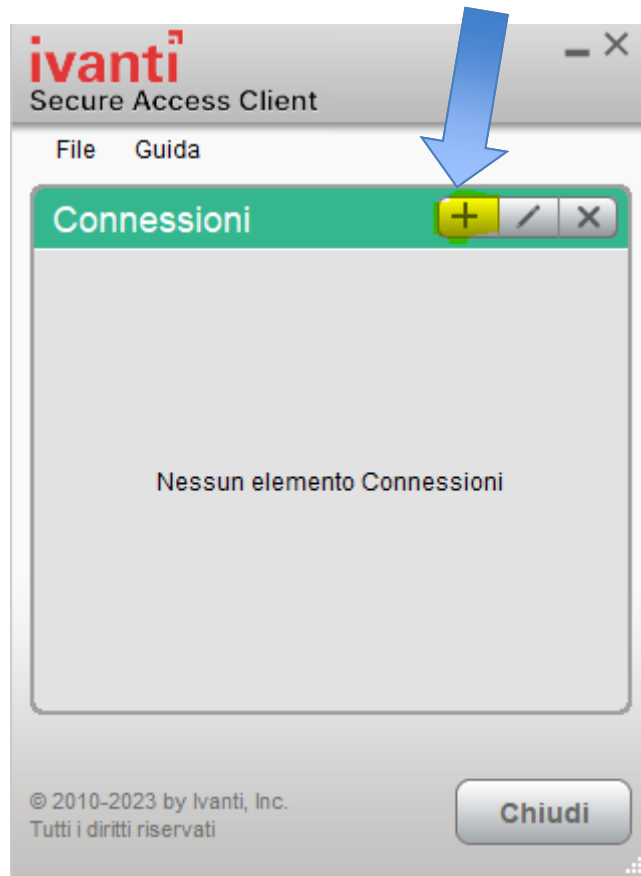 ivanti
Secure Access Client
File Guida
Connessioni
Nessun elemento Connessioni
© 2010-2023 by Ivanti, Inc.
Tutti i diritti riservati
Chiudi